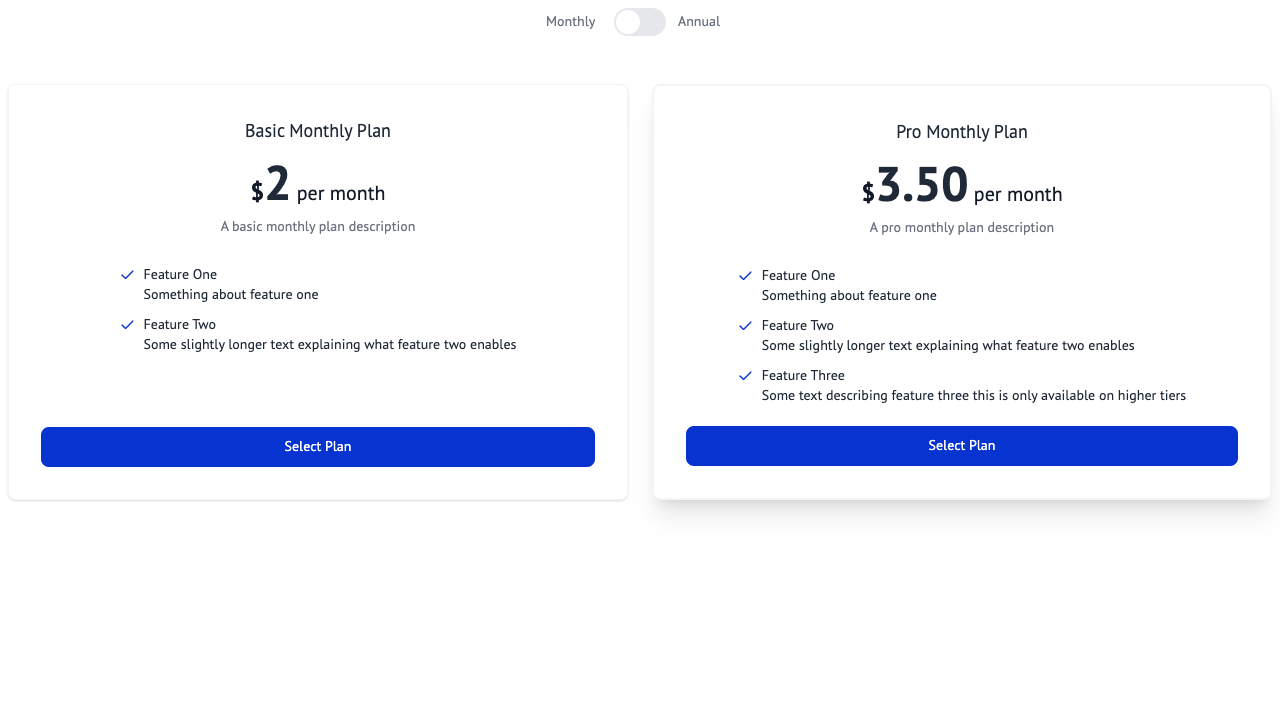 Monthly Annual
Basic Monthly Plan
$2 per month
A basic monthly plan description
Feature One
Something about feature one
Feature Two
Some slightly longer text explaining what feature two enables
Select Plan
Pro Monthly Plan
$3.50 per month
A pro monthly plan description
Feature One
Something about feature one
Feature Two
Some slightly longer text explaining what feature two enables
Feature Three
Some text describing feature three this is only available on higher tiers
Select Plan